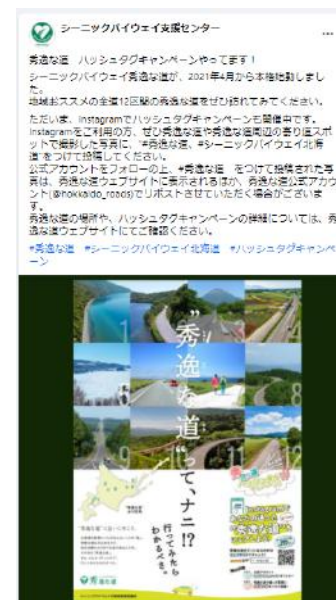 シーニックバイウェイ支援センター
秀逸な道 ハッシュタグキャンペーンやってます！
シーニックバイウェイ秀逸な道が、2021年4月から本格始動しまし
た。
地域おススメの全道12区間の秀逸な道をぜひ訪れてみてください。
ただいま、Instagramでハッシュタグキャンペーンも開催中です。
Instagramをご利用の方、ぜひ秀逸な道や秀逸な道周辺の寄り道スポ
ットで撮影した写真に、"#秀逸な道、#シーニックバイウェイ北海
道"をつけて投稿してください。
公式アカウントをフォローの上、#秀逸な道 をつけて投稿された写
真は、秀逸な道ウェブサイトに表示されるほか、秀逸な道公式アカウ
ント(@hokkaido_roads)でリポストさせていただく場合がございま
す。
秀逸な道の場所や、ハッシュタグキャンペーンの詳細については、秀
逸な道ウェブサイトにてご確認ください。
#秀逸な道 #シーニックバイウェイ北海道 #ハッシュタグキャンペ
ーン
"秀逸な道"
って、ナニ!?
行ってみたら
わかるべさ。
秀逸な道